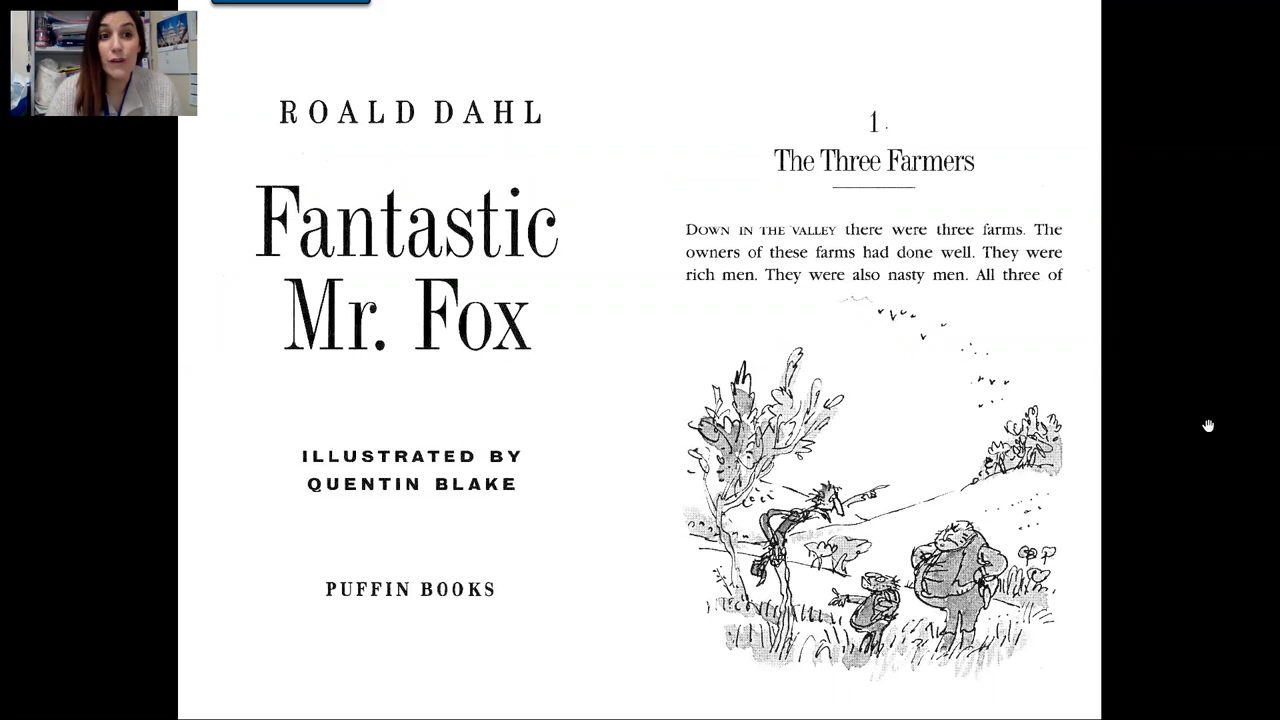 ROALD DAHL
Fantastic
Mr. Fox
ILLUSTRATED BY
QUENTIN BLAKE
PUFFIN BOOKS
1
The Three Farmers
DOWN IN THE VALLEY there were three farms. The
owners of these farms had done well. They were
rich men. They were also nasty men. All three of